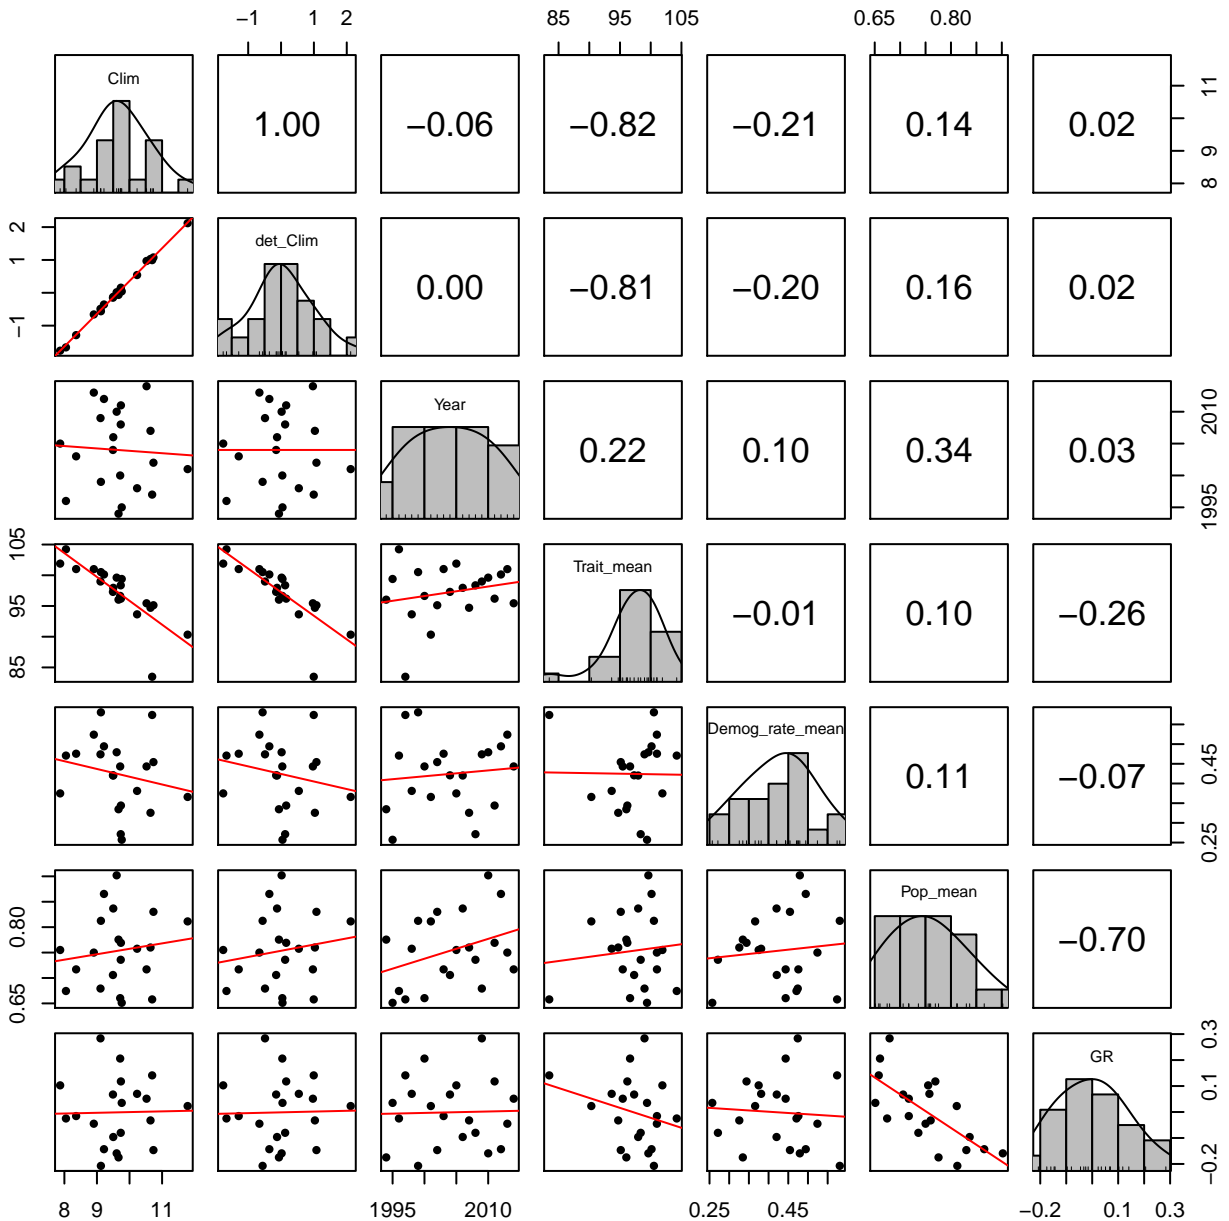 −1 1 2 85 95 105 0.65 0.80
Clim 1.00 −0.06 −0.82 −0.21 0.14 0.02 8 9 11
−1 1 2 det_Clim 0.00 −0.81 −0.20 0.16 0.02
Year 0.22 0.10 0.34 0.03 1995 2010
85 95 105 Trait_mean −0.01 0.10 −0.26
Demog_rate_mean 0.11 −0.07 0.25 0.45
0.65 0.80 Pop_mean −0.70
GR −0.2 0.1 0.3
8 9 11 1995 2010 0.25 0.45 −0.2 0.1 0.3